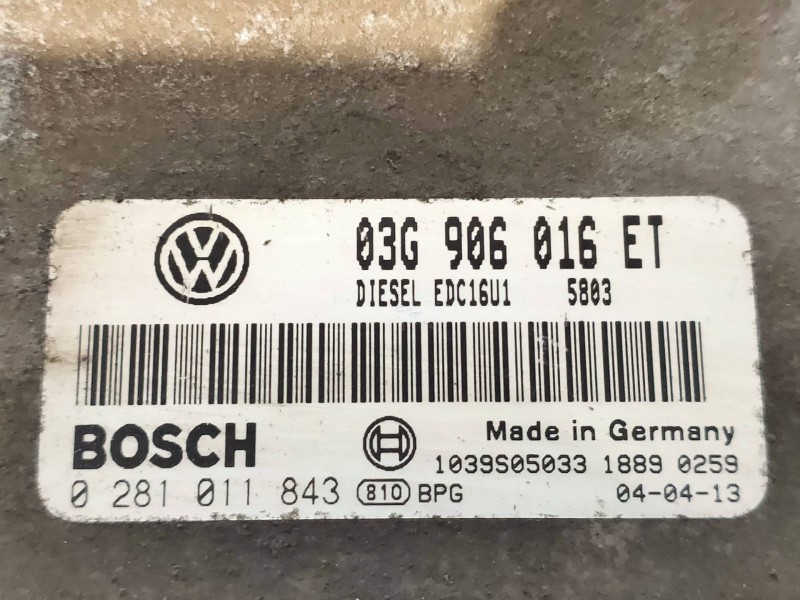 03G 906 016 ET
DIESEL EDC16U1 5803
BOSCH
Made in Germany
1039S05033 1889 0259
0 281 011 843 810 BPG
04-04-13